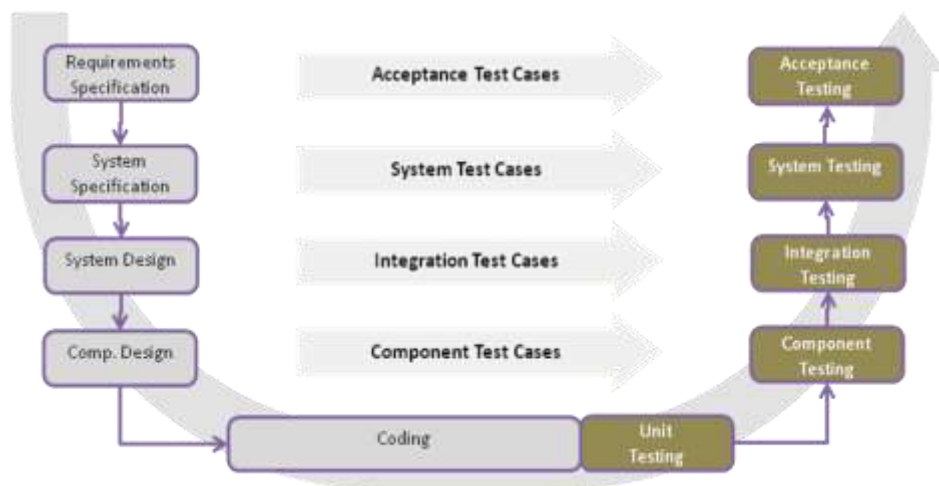 Requirements
Specification
Acceptance Test Cases
Acceptance
Testing
System
Specification
System Test Cases
System Testing
System Design
Integration Test Cases
Integration
Testing
Comp. Design
Component Test Cases
Component
Testing
Coding
Unit
Testing